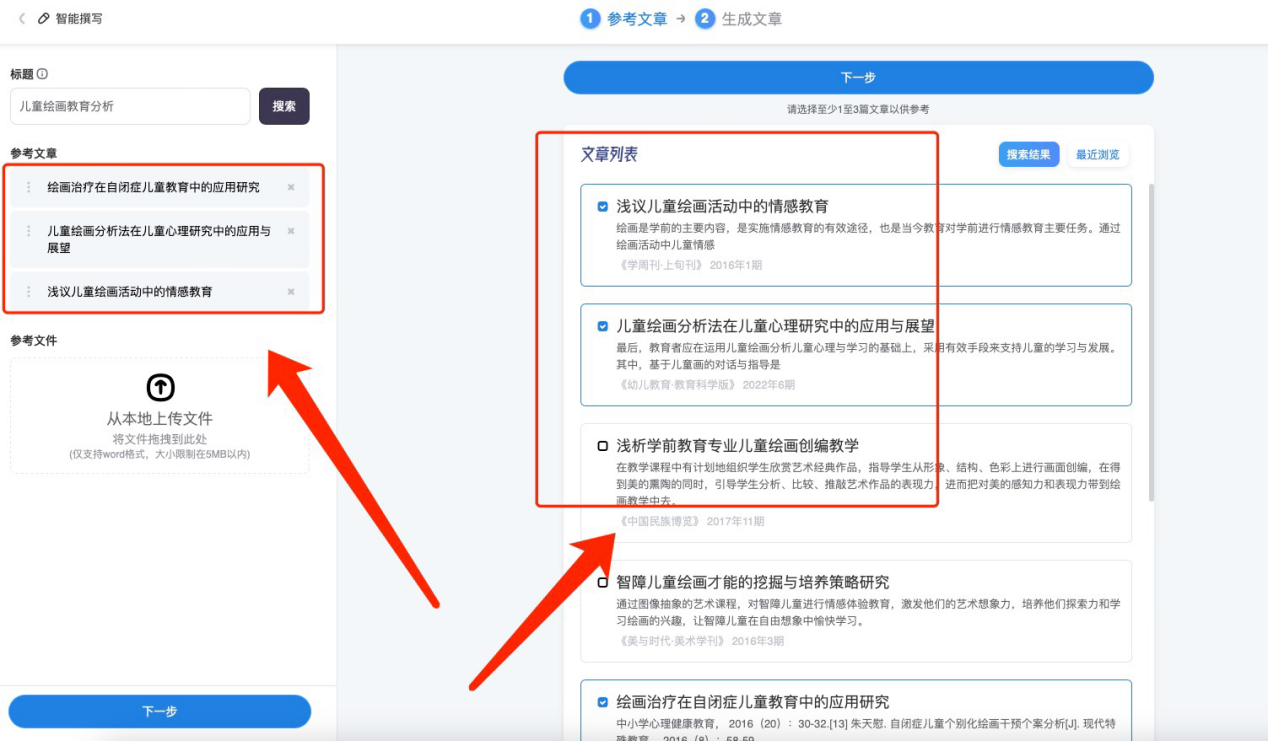 智能撰写
1 参考文章 → 2 生成文章
标题
儿童绘画教育分析
搜索
参考文章
绘画治疗在自闭症儿童教育中的应用研究
儿童绘画分析法在儿童心理研究中的应用与
展望
浅议儿童绘画活动中的情感教育
参考文件
从本地上传文件
将文件拖拽到此处
(仅支持word格式，大小限制在5MB以内)
下一步
下一步
请选择至少1至3篇文章以供参考
文章列表
搜索结果
最近浏览
浅议儿童绘画活动中的情感教育
绘画是学前的主要内容，是实施情感教育的有效途径，也是当今教育对学前进行情感教育主要任务。通过
绘画活动中儿童情感
《学周刊·上旬刊》 2016年1期
儿童绘画分析法在儿童心理研究中的应用与展望
最后，教育者应在运用儿童绘画分析儿童心理与学习的基础上，采用有效手段来支持儿童的学习与发展。
其中，基于儿童画的对话与指导是
《幼儿教育·教育科学版》 2022年6期
浅析学前教育专业儿童绘画创编教学
在教学课程中有计划地组织学生欣赏艺术经典作品，指导学生从形象、结构、色彩上进行画面创编，在得
到美的熏陶的同时，引导学生分析、比较、推敲艺术作品的表现力，进而把对美的感知力和表现力带到绘
画教学中去。
《中国民族博览》 2017年11期
智障儿童绘画才能的挖掘与培养策略研究
通过图像抽象的艺术课程，对智障儿童进行情感体验教育，激发他们的艺术想象力，培养他们探索力和学
习绘画的兴趣，让智障儿童在自由想象中愉快学习。
《美与时代·美术学刊》 2016年3期
绘画治疗在自闭症儿童教育中的应用研究
中小学心理健康教育， 2016（20）：30-32.[13] 朱天慰. 自闭症儿童个别化绘画干预个案分析[J]. 现代特
殊教育， 2016（8）：58-59.